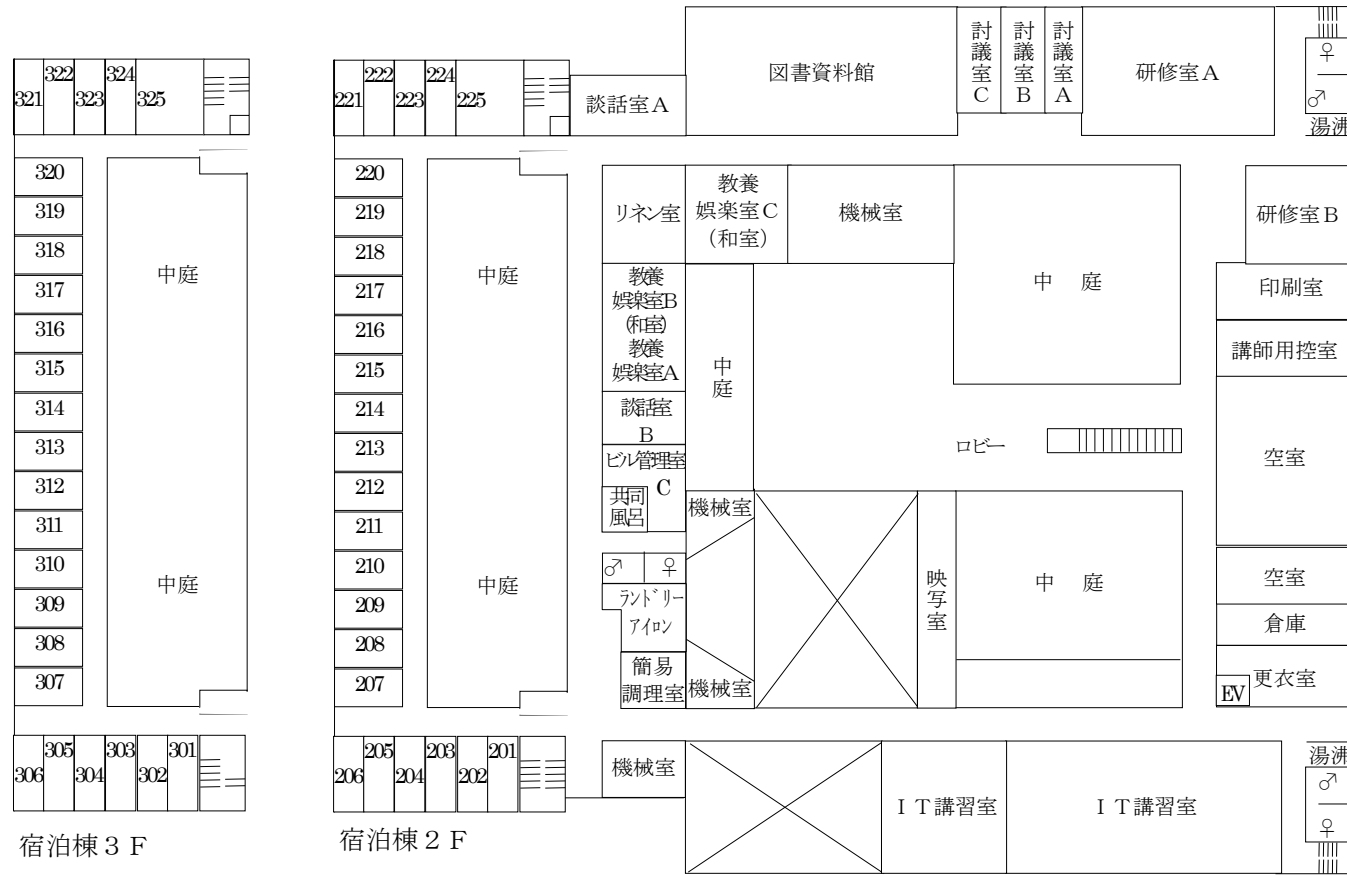 322
324
321
323
325
320
319
318
317
316
315
314
313
312
311
310
309
308
307
中庭
中庭
305
303
301
306
304
302
宿泊棟3F
222
224
221
223
225
220
219
218
217
216
215
214
213
212
211
210
209
208
207
中庭
中庭
205
203
201
206
204
202
宿泊棟2F
談話室A
図書資料館
討議室C
討議室B
討議室A
研修室A
♀
♂
湯沸
リネン室
教養
娯楽室C
(和室)
機械室
中 庭
研修室B
教養
娯楽室B
(和室)
教養
娯楽室A
中庭
印刷室
講師用控室
談話室
B
ロビー
空室
ビル管理室
C
共同
風呂
機械室
♂ ♀
ランドリー
アイロン
映写室
中 庭
空室
倉庫
簡易
調理室
機械室
EV
更衣室
機械室
IT講習室
IT講習室
湯沸
♂
♀